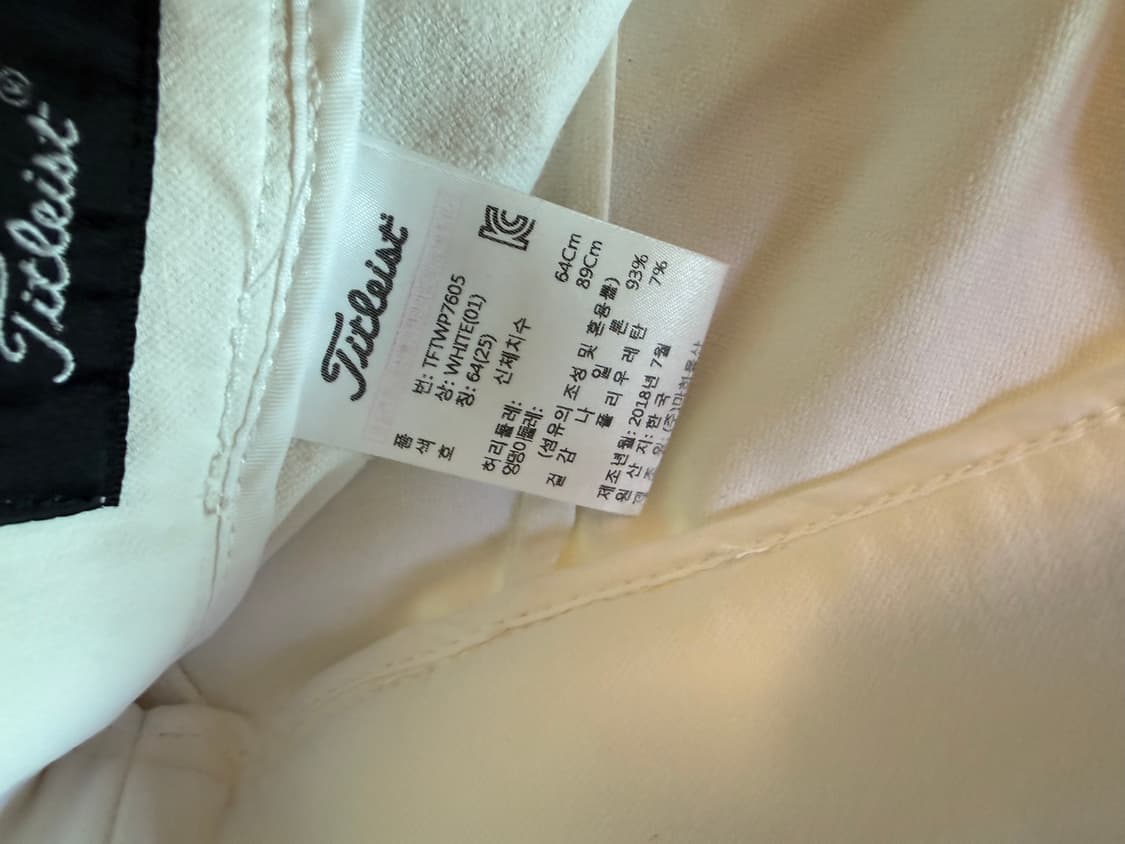 Titleist®
Titleist
품 번: TFTWP7605
색 상: WHITE(01)
호 칭: 64(25)
신체지수
허리둘레: 64Cm
엉덩이둘레: 89Cm
(섬유의 조성 및 혼용률)
겉감 나 일 론 93%
폴 리 우 레 탄 7%
제조년월: 2018년 7월
원 산 지: 한 국
제 조